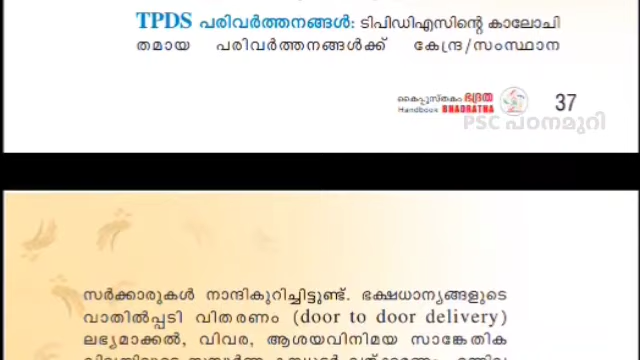 TPDS പരിവർത്തനങ്ങൾ: ടിപിഡിഎസിന്റെ കാലോചി
തമായ പരിവർത്തനങ്ങൾക്ക് കേന്ദ്ര/സംസ്ഥാന
കൈപ്പുസ്തകം ഭദ്രത
Handbook BHADRATHA
37
PSC പഠനമുറി
സർക്കാരുകൾ നാന്ദികുറിച്ചിട്ടുണ്ട്. ഭക്ഷധാന്യങ്ങളുടെ
വാതിൽപ്പടി വിതരണം (door to door delivery)
ലഭ്യമാക്കൽ, വിവര, ആശയവിനിമയ സാങ്കേതിക